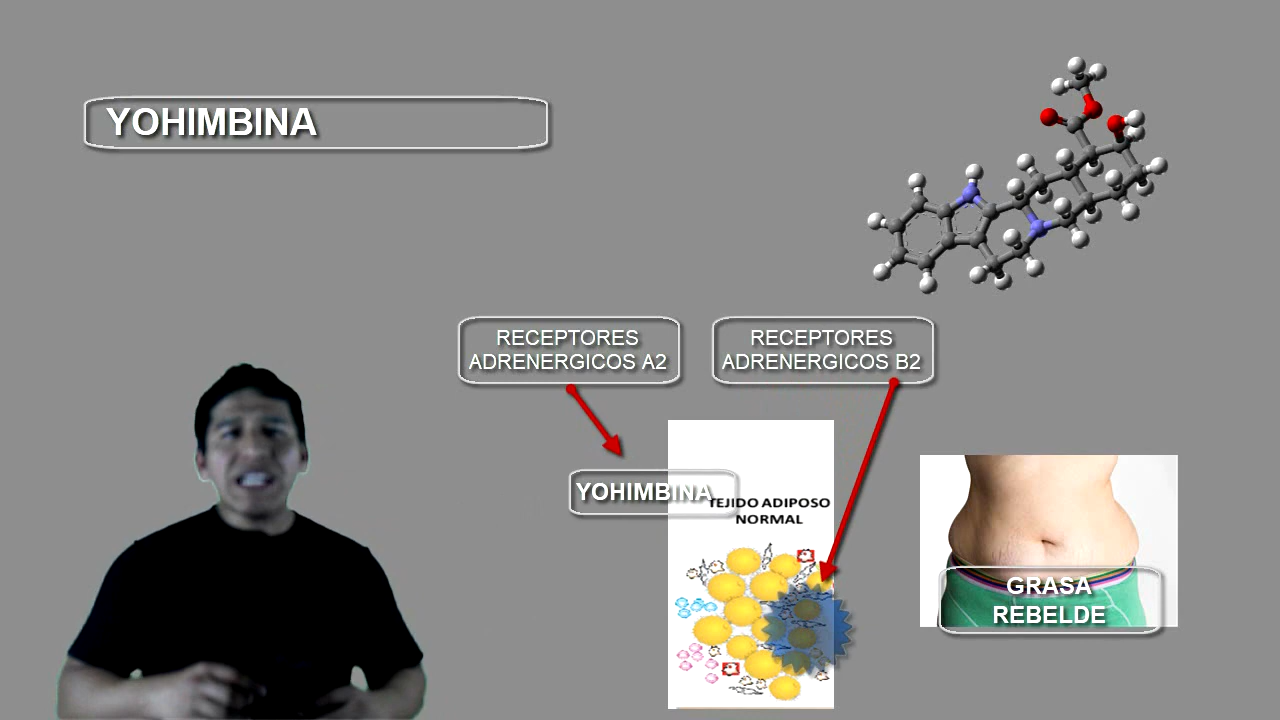 YOHIMBINA
RECEPTORES
ADRENERGICOS A2
RECEPTORES
ADRENERGICOS B2
YOHIMBINA
TEJIDO ADIPOSO
NORMAL
GRASA
REBELDE